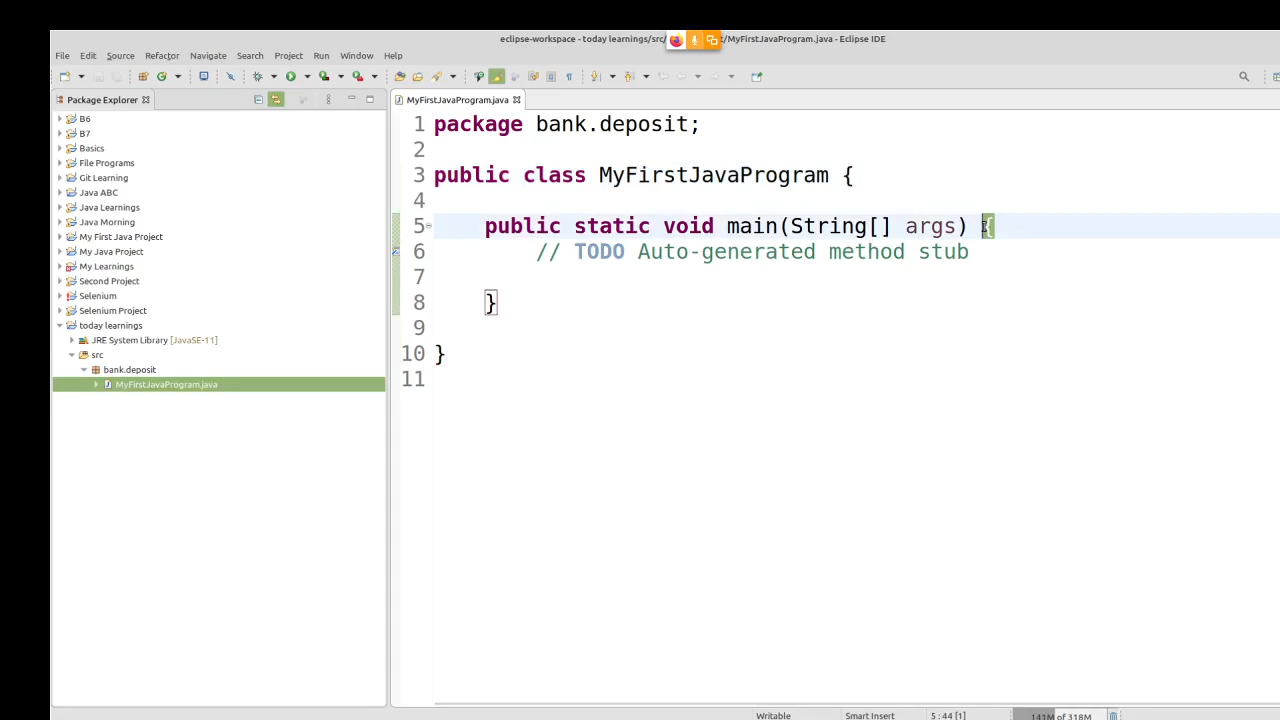 eclipse-workspace - today learnings/src/ t/MyFirstJavaProgram.java - Eclipse IDE
File Edit Source Refactor Navigate Search Project Run Window Help
Package Explorer
MyFirstJavaProgram.java
B6
B7
Basics
File Programs
Git Learning
Java ABC
Java Learnings
Java Morning
My First Java Project
My Java Project
My Learnings
Second Project
Selenium
Selenium Project
today learnings
JRE System Library [JavaSE-11]
src
bank.deposit
MyFirstJavaProgram.java
1 package bank.deposit;
2
3 public class MyFirstJavaProgram {
4
5 public static void main(String[] args) {
6 // TODO Auto-generated method stub
7
8 }
9
10 }
11
Writable Smart Insert 5 : 44 [1] 141M of 318M